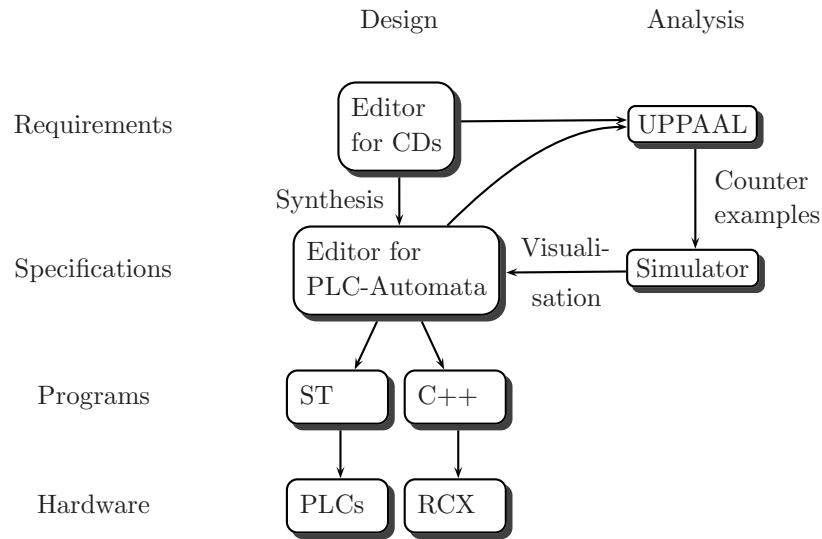 Design
Analysis
Requirements
Editor
for CDs
UPPAAL
Synthesis
Counter
examples
Specifications
Editor for
PLC-Automata
Visuali-
sation
Simulator
Programs
ST
C++
Hardware
PLCs
RCX